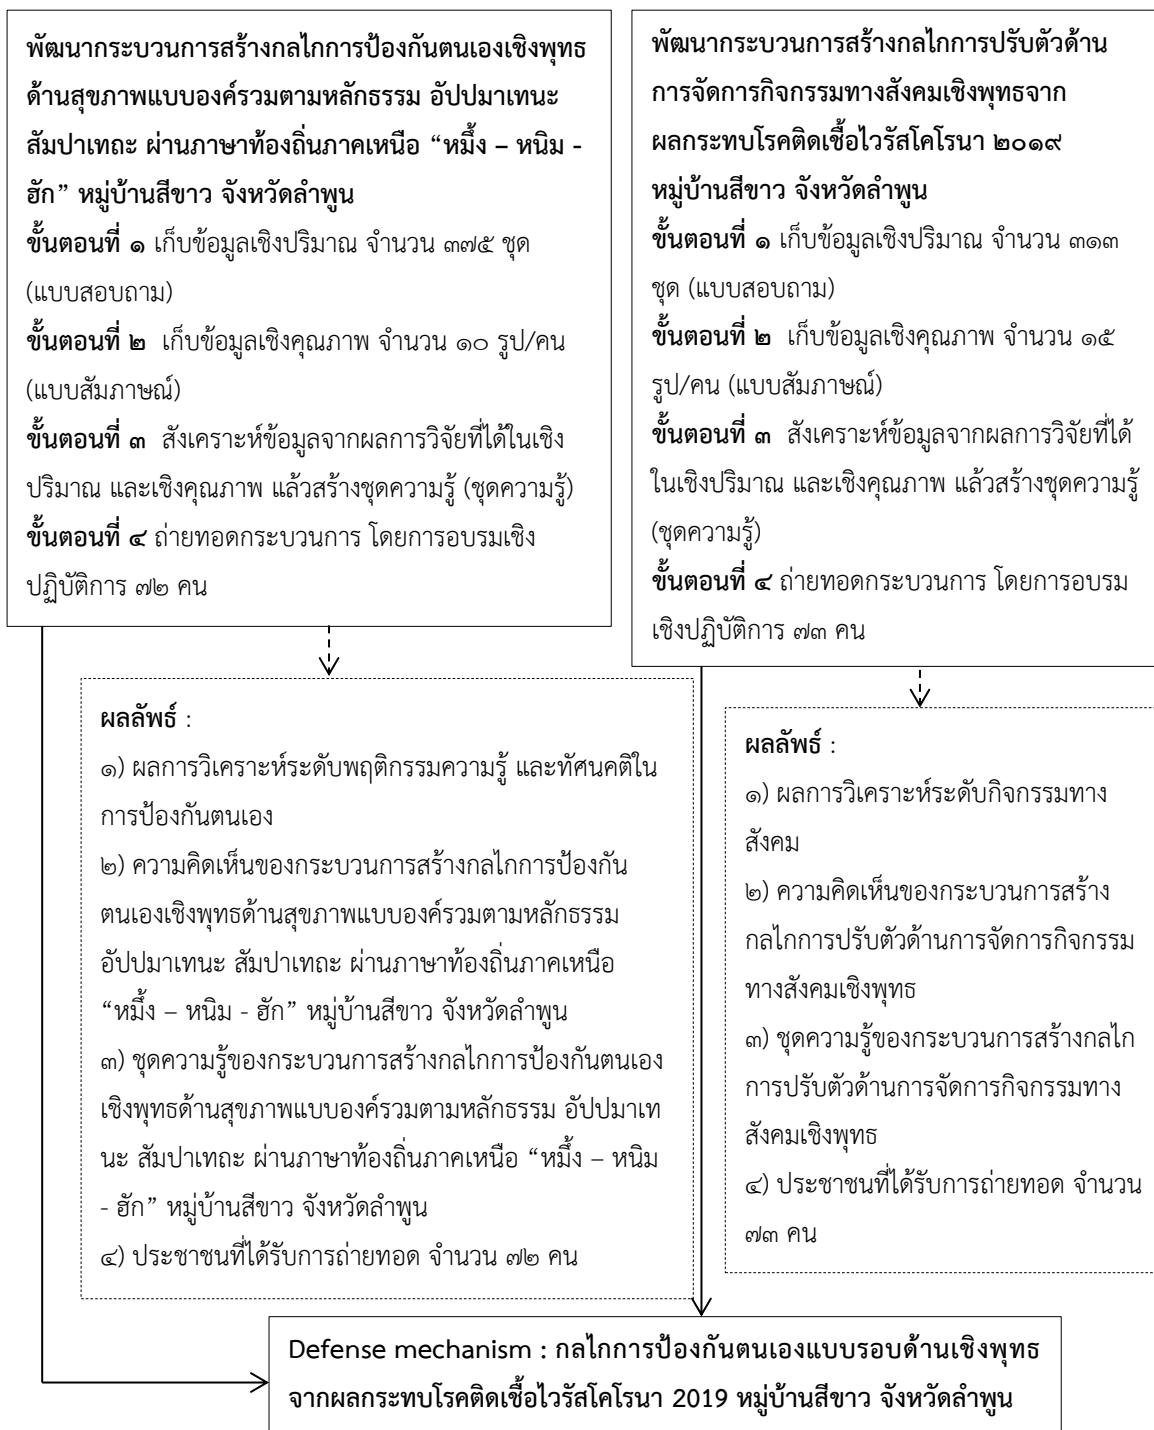 พัฒนากระบวนการสร้างกลไกการป้องกันตนเองเชิงพุทธ
ด้านสุขภาพแบบองค์รวมตามหลักธรรม อัปปมาเทนะ
สัมปาเทถะ ผ่านภาษาท้องถิ่นภาคเหนือ “หมึ้ง – หนิม -
ฮัก” หมู่บ้านสีขาว จังหวัดลำพูน
ขั้นตอนที่ ๑ เก็บข้อมูลเชิงปริมาณ จำนวน ๓๗๕ ชุด
(แบบสอบถาม)
ขั้นตอนที่ ๒ เก็บข้อมูลเชิงคุณภาพ จำนวน ๑๐ รูป/คน
(แบบสัมภาษณ์)
ขั้นตอนที่ ๓ สังเคราะห์ข้อมูลจากผลการวิจัยที่ได้ในเชิง
ปริมาณ และเชิงคุณภาพ แล้วสร้างชุดความรู้ (ชุดความรู้)
ขั้นตอนที่ ๔ ถ่ายทอดกระบวนการ โดยการอบรมเชิง
ปฏิบัติการ ๗๒ คน
พัฒนากระบวนการสร้างกลไกการปรับตัวด้าน
การจัดการกิจกรรมทางสังคมเชิงพุทธจาก
ผลกระทบโรคติดเชื้อไวรัสโคโรนา ๒๐๑๙
หมู่บ้านสีขาว จังหวัดลำพูน
ขั้นตอนที่ ๑ เก็บข้อมูลเชิงปริมาณ จำนวน ๓๑๓
ชุด (แบบสอบถาม)
ขั้นตอนที่ ๒ เก็บข้อมูลเชิงคุณภาพ จำนวน ๑๕
รูป/คน (แบบสัมภาษณ์)
ขั้นตอนที่ ๓ สังเคราะห์ข้อมูลจากผลการวิจัยที่ได้
ในเชิงปริมาณ และเชิงคุณภาพ แล้วสร้างชุดความรู้
(ชุดความรู้)
ขั้นตอนที่ ๔ ถ่ายทอดกระบวนการ โดยการอบรม
เชิงปฏิบัติการ ๗๓ คน
ผลลัพธ์ :
๑) ผลการวิเคราะห์ระดับพฤติกรรมความรู้ และทัศนคติใน
การป้องกันตนเอง
๒) ความคิดเห็นของกระบวนการสร้างกลไกการป้องกัน
ตนเองเชิงพุทธด้านสุขภาพแบบองค์รวมตามหลักธรรม
อัปปมาเทนะ สัมปาเทถะ ผ่านภาษาท้องถิ่นภาคเหนือ
“หมึ้ง – หนิม - ฮัก” หมู่บ้านสีขาว จังหวัดลำพูน
๓) ชุดความรู้ของกระบวนการสร้างกลไกการป้องกันตนเอง
เชิงพุทธด้านสุขภาพแบบองค์รวมตามหลักธรรม อัปปมาเท
นะ สัมปาเทถะ ผ่านภาษาท้องถิ่นภาคเหนือ “หมึ้ง – หนิม
- ฮัก” หมู่บ้านสีขาว จังหวัดลำพูน
๔) ประชาชนที่ได้รับการถ่ายทอด จำนวน ๗๒ คน
ผลลัพธ์ :
๑) ผลการวิเคราะห์ระดับกิจกรรมทาง
สังคม
๒) ความคิดเห็นของกระบวนการสร้าง
กลไกการปรับตัวด้านการจัดการกิจกรรม
ทางสังคมเชิงพุทธ
๓) ชุดความรู้ของกระบวนการสร้างกลไก
การปรับตัวด้านการจัดการกิจกรรมทาง
สังคมเชิงพุทธ
๔) ประชาชนที่ได้รับการถ่ายทอด จำนวน
๗๓ คน
Defense mechanism : กลไกการป้องกันตนเองแบบรอบด้านเชิงพุทธ
จากผลกระทบโรคติดเชื้อไวรัสโคโรนา 2019 หมู่บ้านสีขาว จังหวัดลำพูน